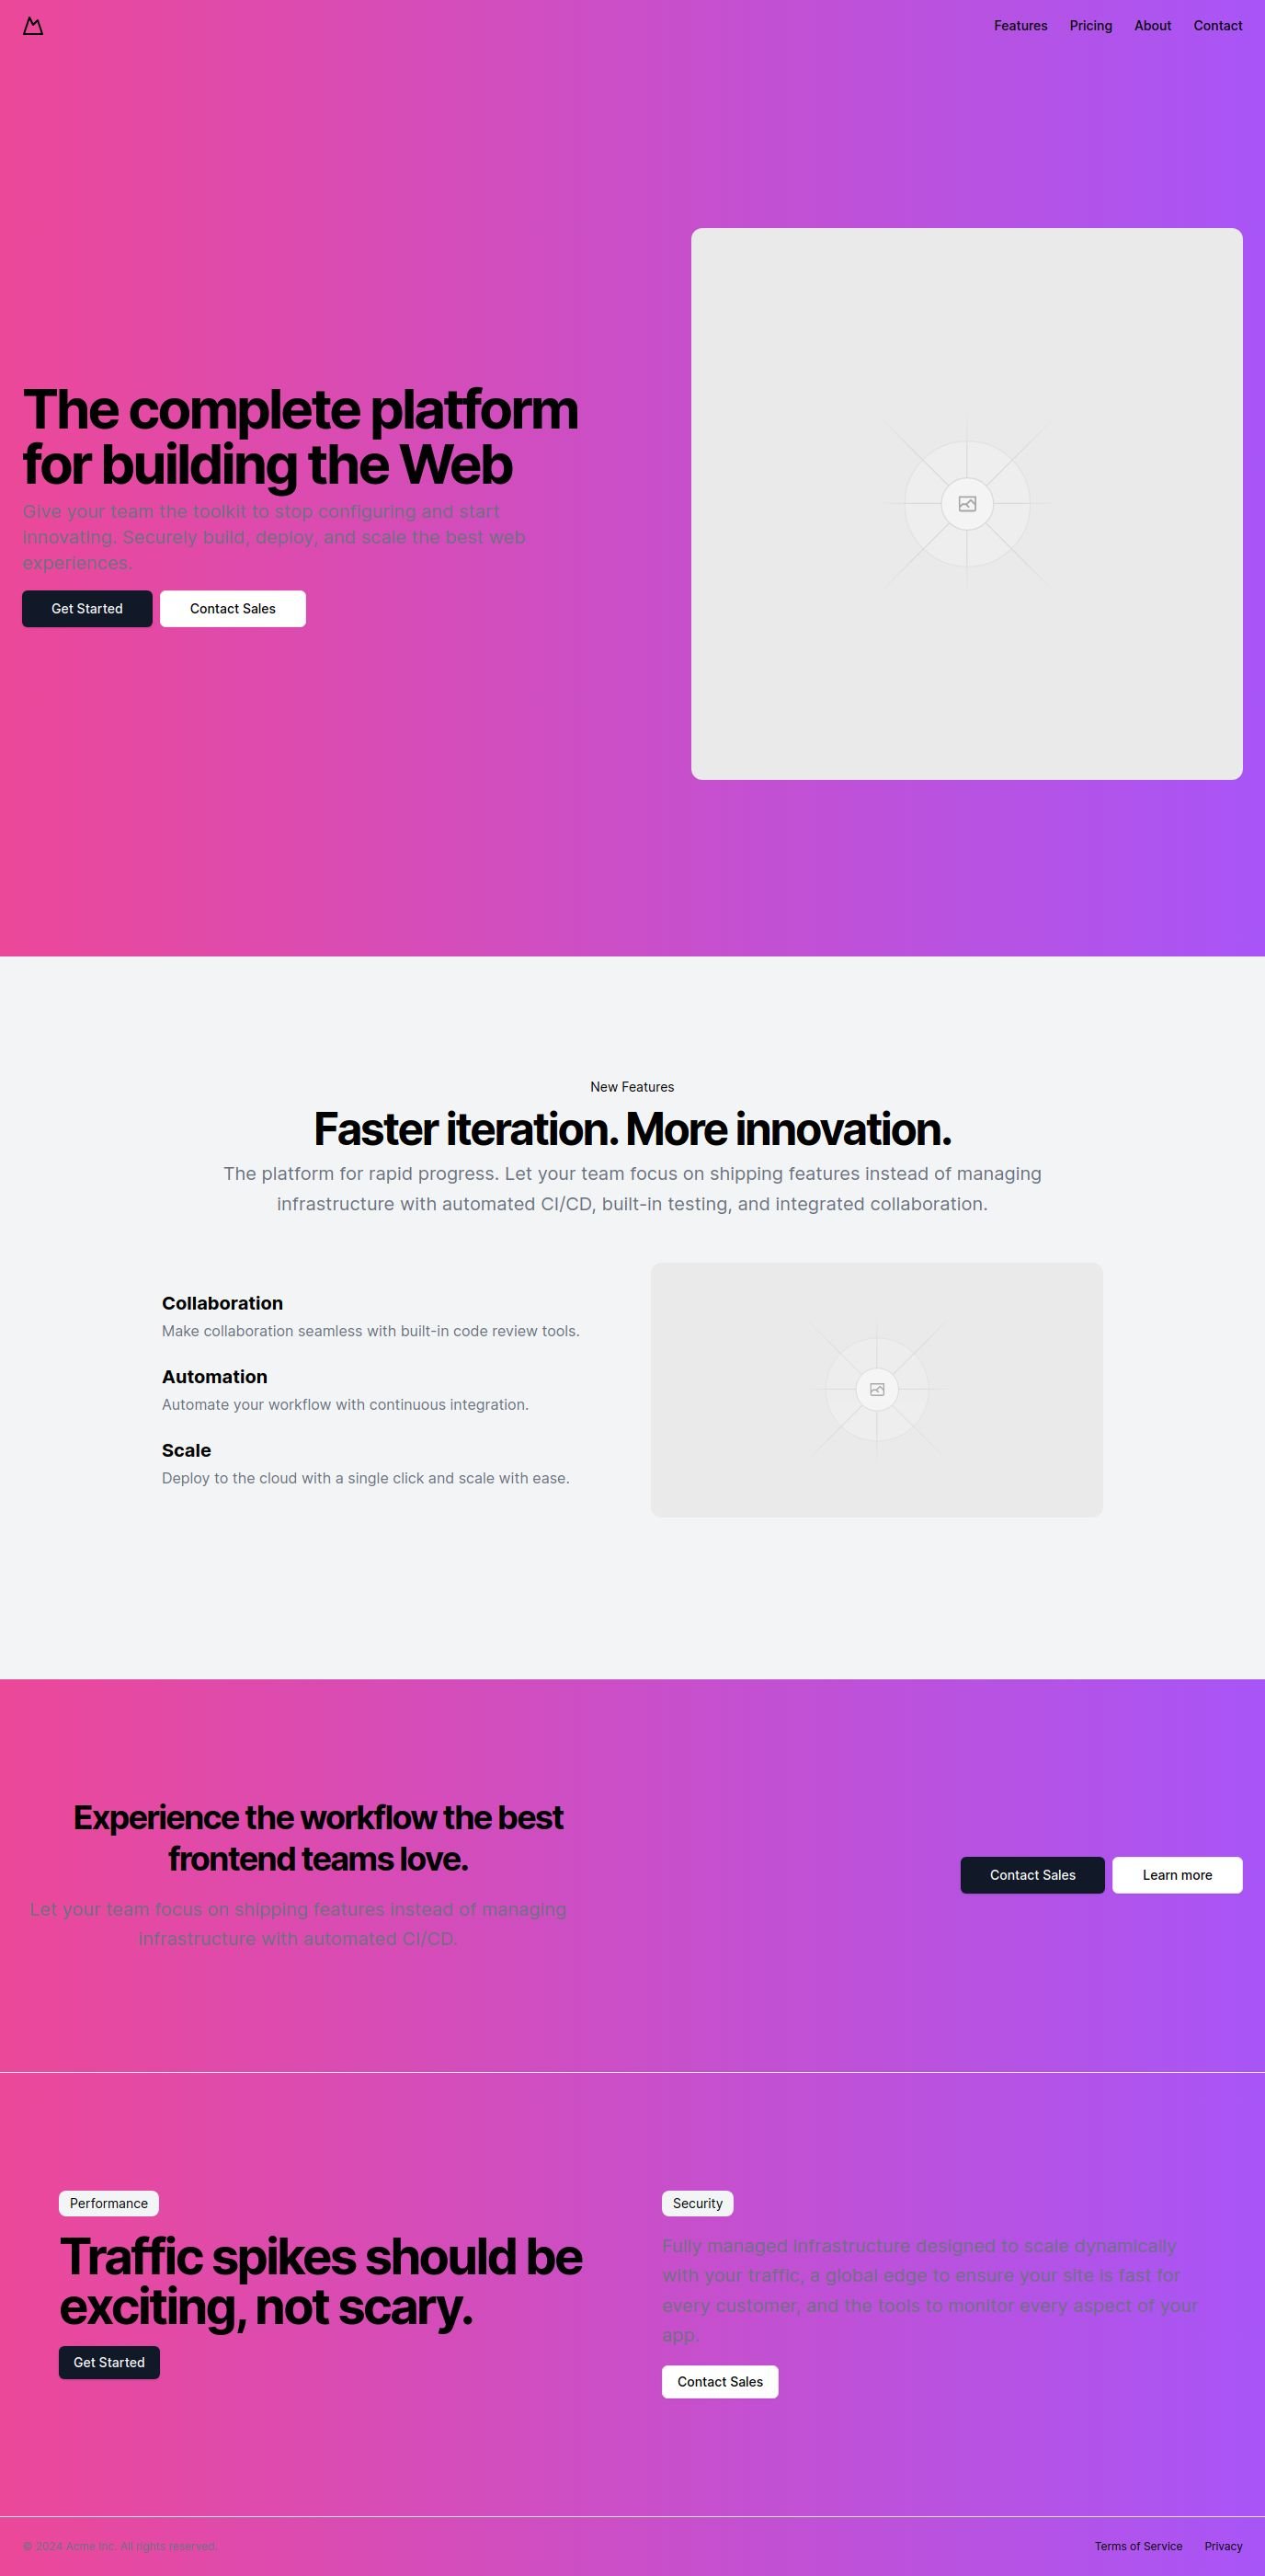 Features Pricing About Contact
The complete platform
for building the Web
Give your team the toolkit to stop configuring and start
innovating. Securely build, deploy, and scale the best web
experiences.
Get Started Contact Sales
New Features
Faster iteration. More innovation.
The platform for rapid progress. Let your team focus on shipping features instead of managing
infrastructure with automated CI/CD, built-in testing, and integrated collaboration.
Collaboration
Make collaboration seamless with built-in code review tools.
Automation
Automate your workflow with continuous integration.
Scale
Deploy to the cloud with a single click and scale with ease.
Experience the workflow the best
frontend teams love.
Let your team focus on shipping features instead of managing
infrastructure with automated CI/CD.
Contact Sales Learn more
Performance
Traffic spikes should be
exciting, not scary.
Get Started
Security
Fully managed infrastructure designed to scale dynamically
with your traffic, a global edge to ensure your site is fast for
every customer, and the tools to monitor every aspect of your
app.
Contact Sales
© 2024 Acme Inc. All rights reserved.
Terms of Service Privacy